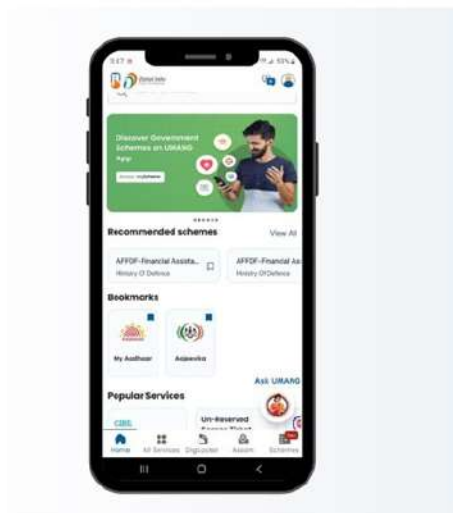 Digital India
Discover Government
Schemes on UMANG
App
Recommended schemes
View All
AFFDF-Financial Assista...
Ministry Of Defence
AFFDF-Financial As
Ministry Of Defence
Bookmarks
My Aadhaar
Aajeevika
Ask UMANG
Popular Services
CBSE
Un-Reserved
Home
All Services
DigiLocker
Assam
Schemes